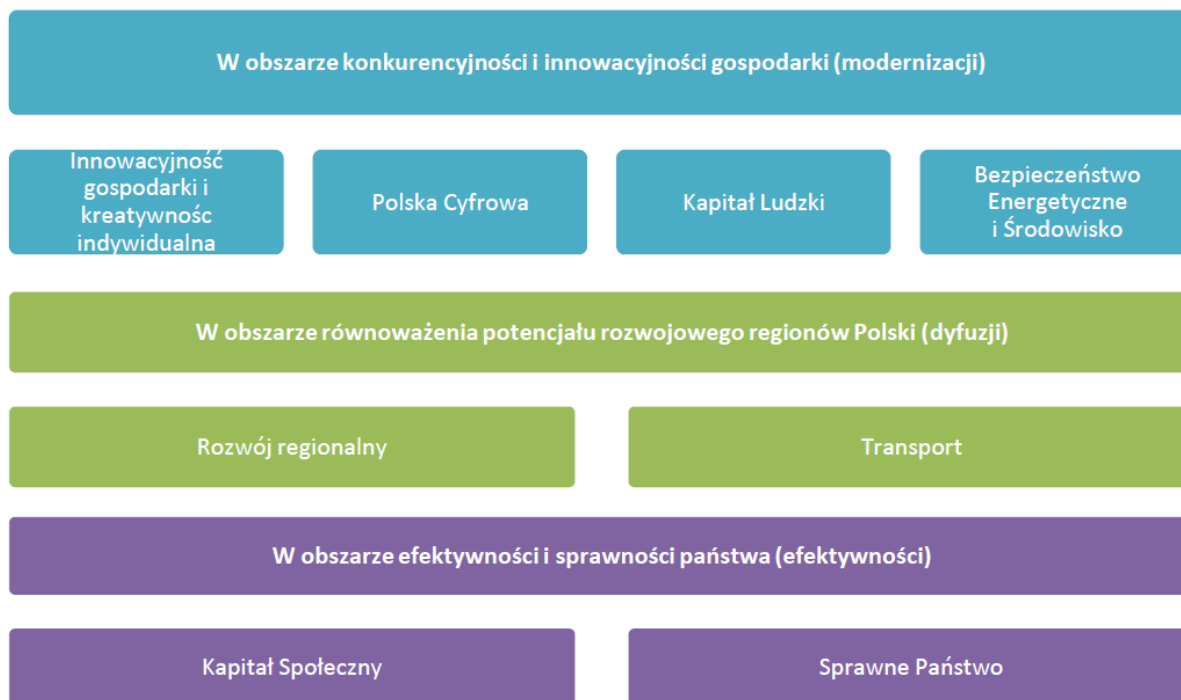 W obszarze konkurencyjności i innowacyjności gospodarki (modernizacji)
Innowacyjność
gospodarki i
kreatywnośc
indywidualna
Polska Cyfrowa
Kapitał Ludzki
Bezpieczeństwo
Energetyczne
i Środowisko
W obszarze równoważenia potencjału rozwojowego regionów Polski (dyfuzji)
Rozwój regionalny
Transport
W obszarze efektywności i sprawności państwa (efektywności)
Kapitał Społeczny
Sprawne Państwo